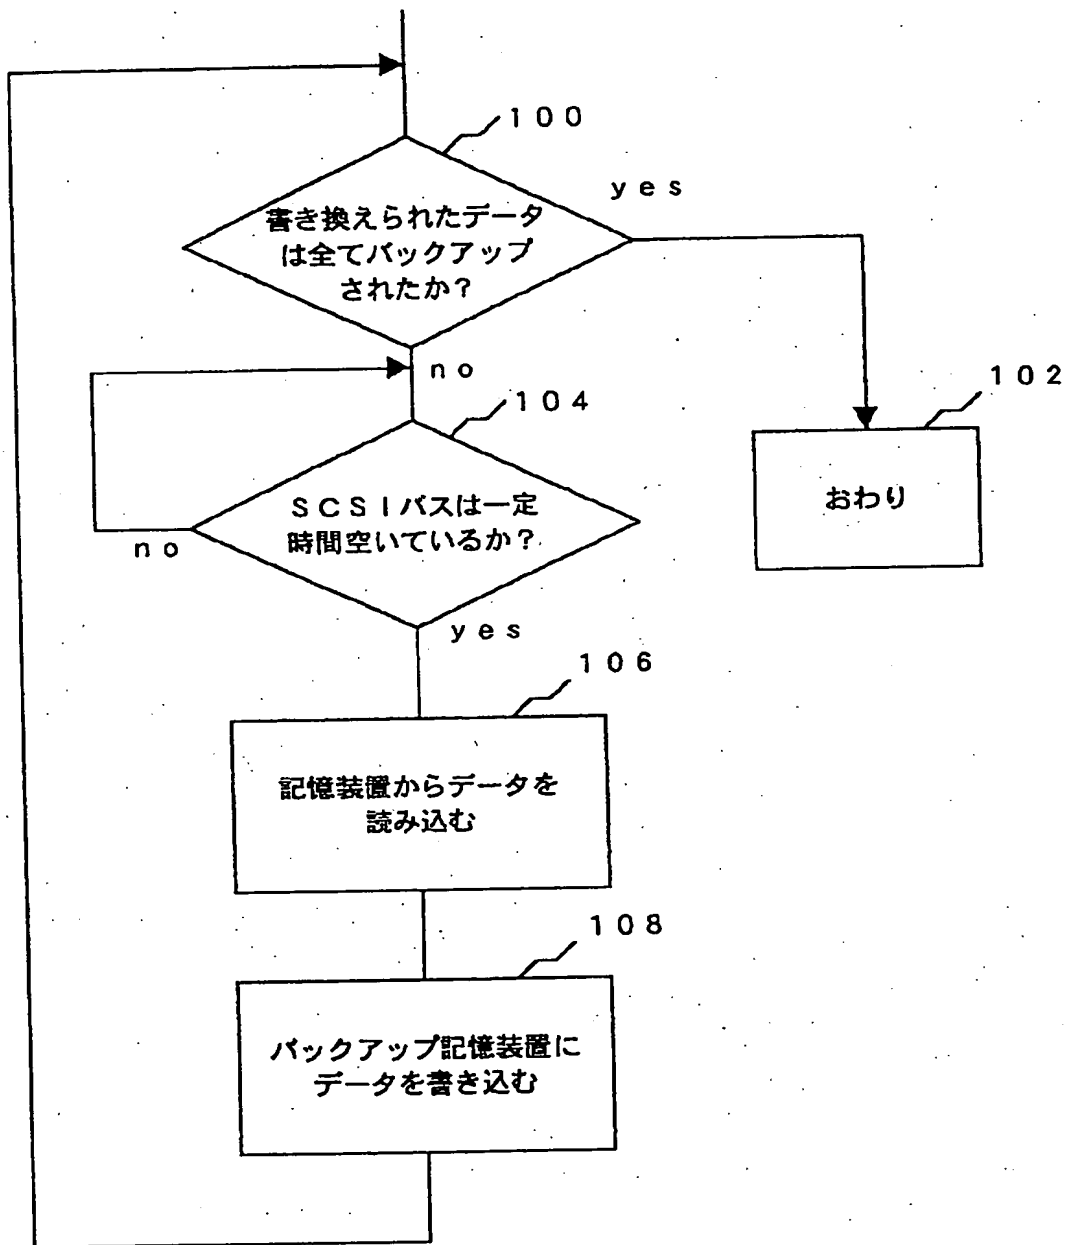 １００
ｙｅｓ
書き換えられたデータ
は全てバックアップ
されたか？
ｎｏ
１０２
１０４
おわり
ＳＣＳＩバスは一定
時間空いているか？
ｎｏ
ｙｅｓ
１０６
記憶装置からデータを
読み込む
１０８
バックアップ記憶装置に
データを書き込む